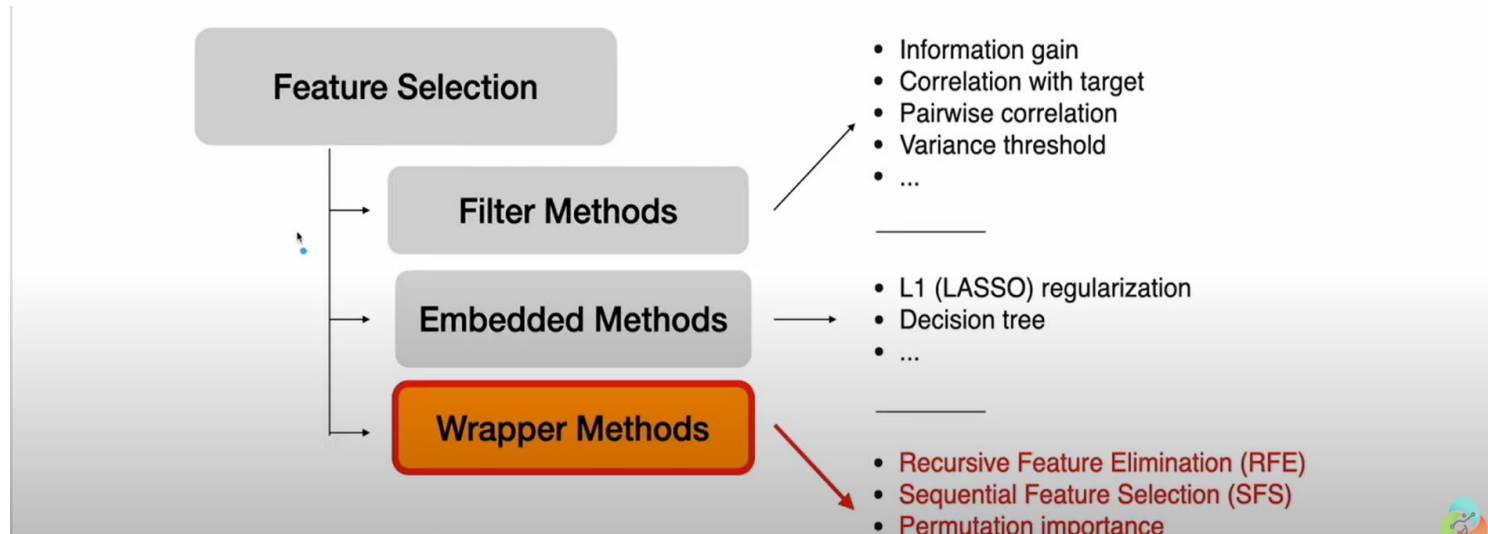 Feature Selection
Filter Methods
• Information gain
• Correlation with target
• Pairwise correlation
• Variance threshold
• ...
Embedded Methods
• L1 (LASSO) regularization
• Decision tree
• ...
Wrapper Methods
• Recursive Feature Elimination (RFE)
• Sequential Feature Selection (SFS)
• Permutation importance